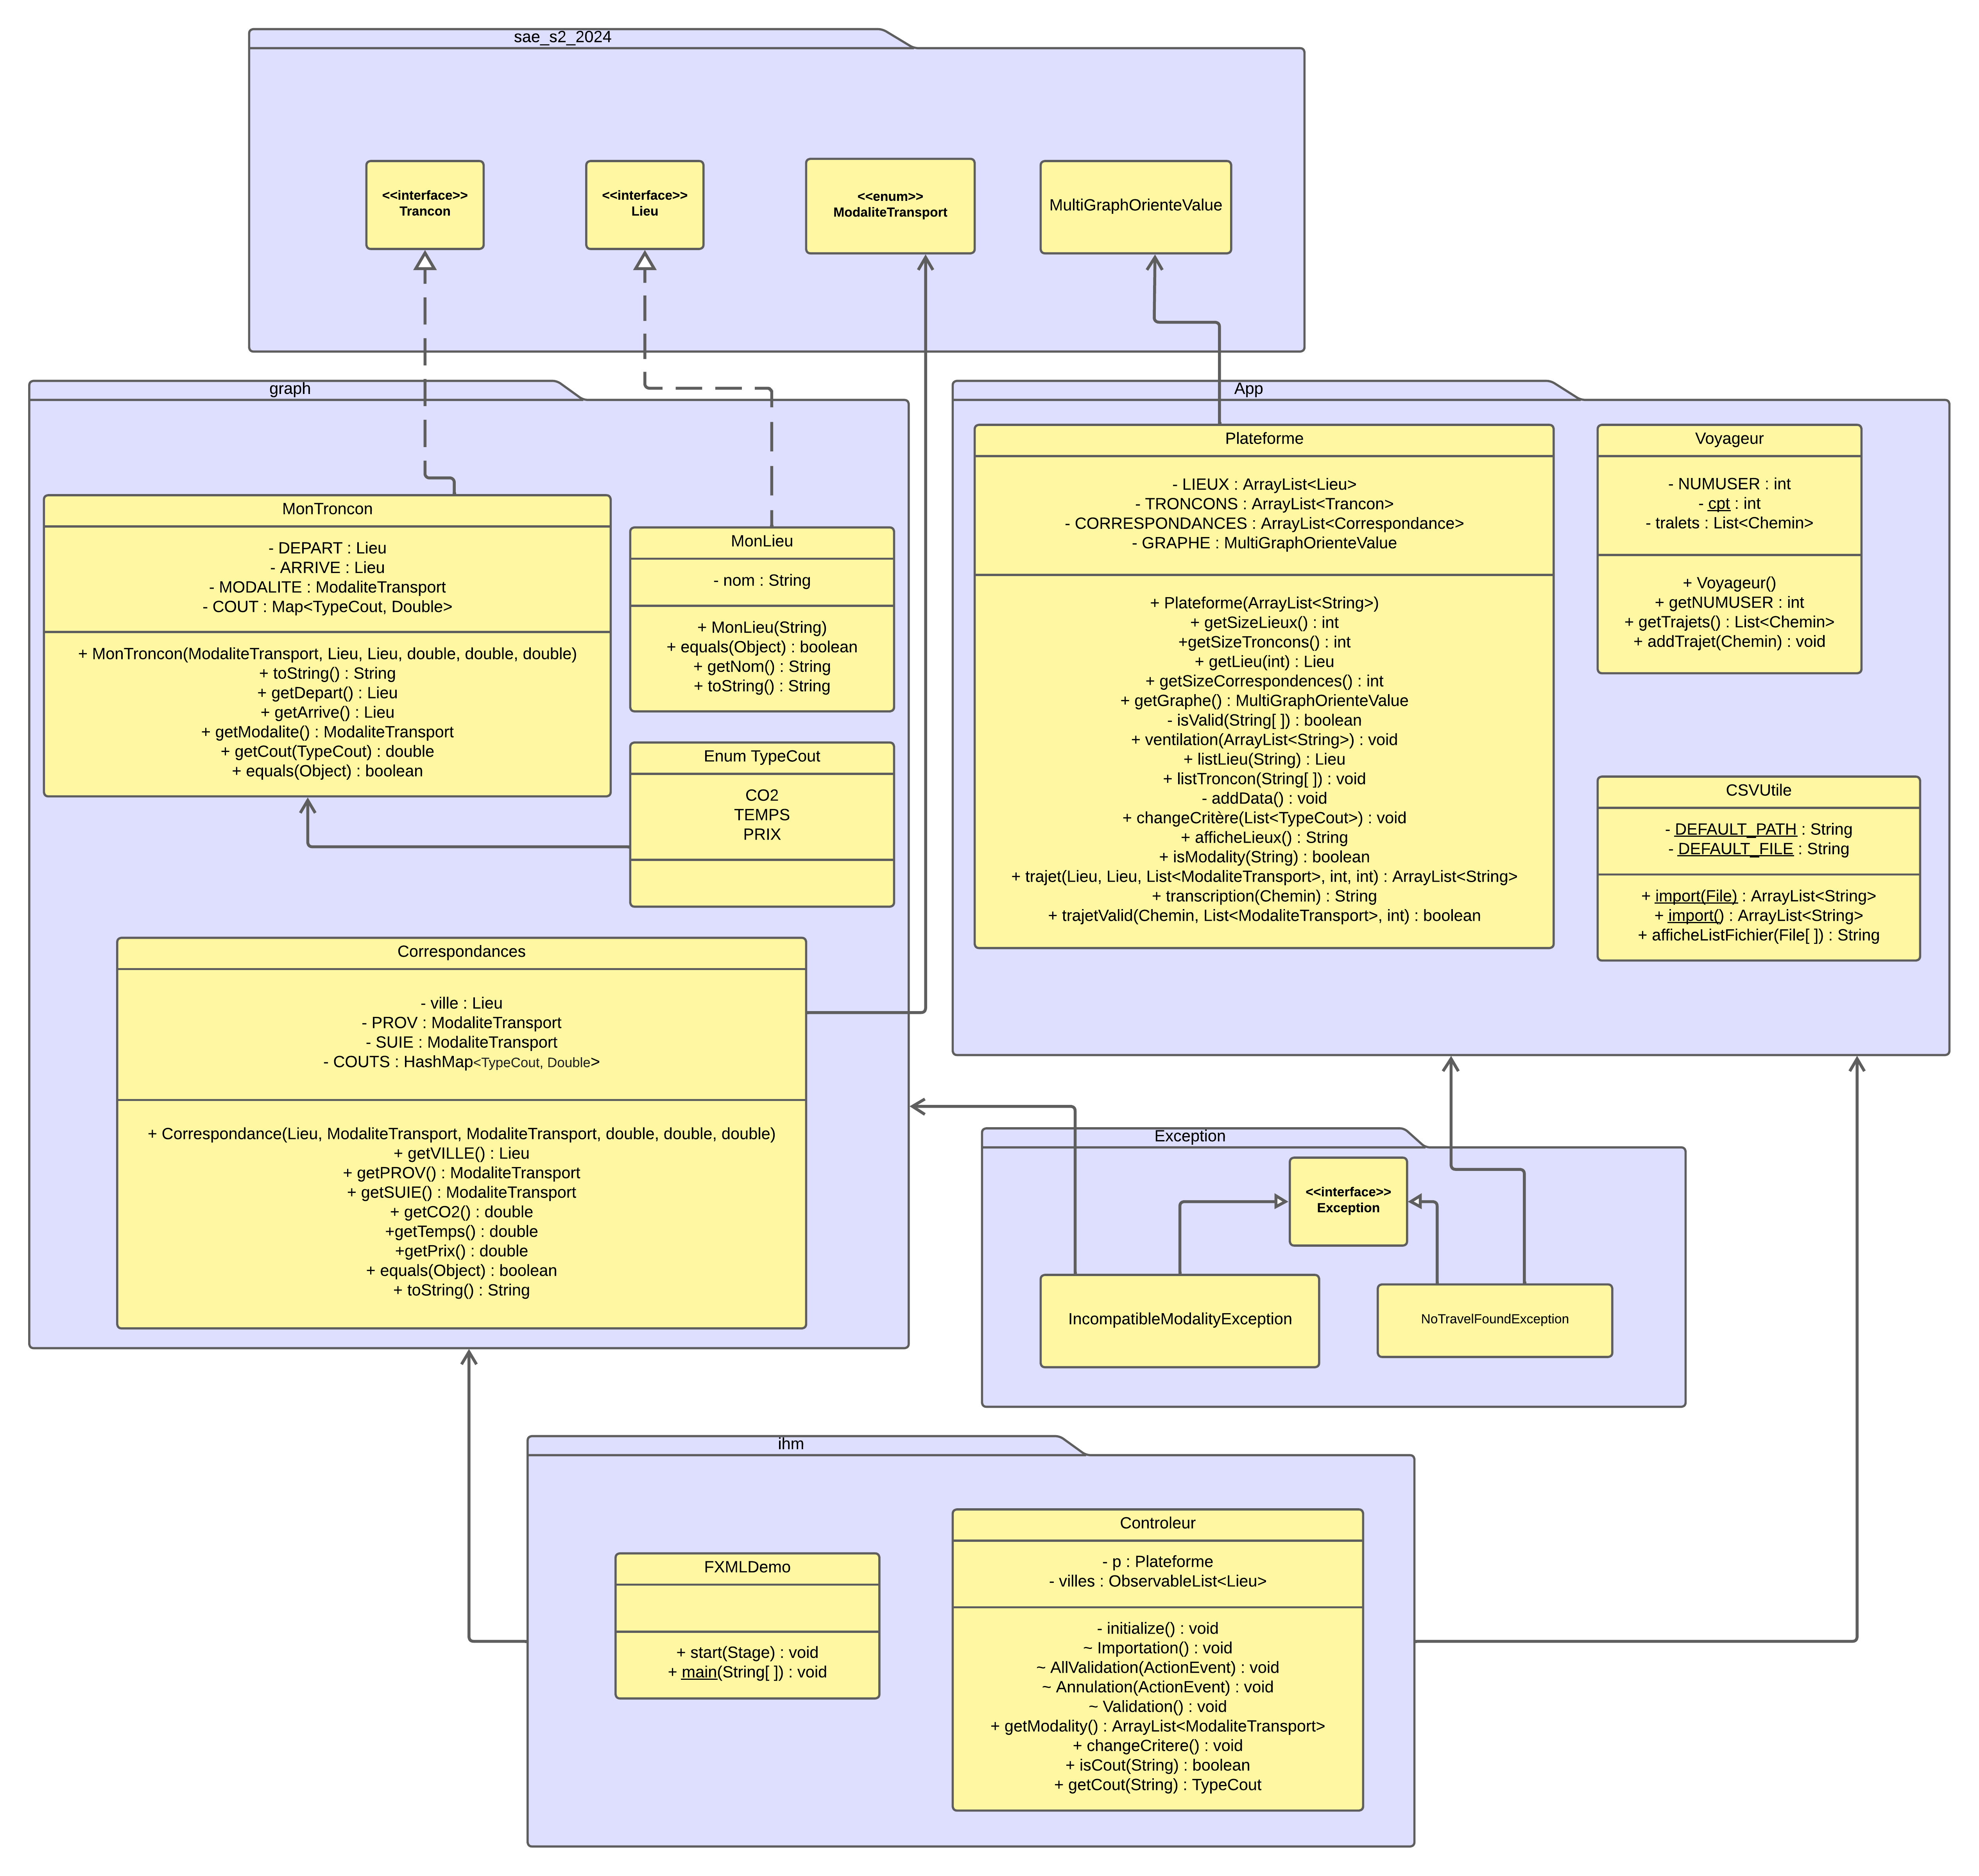 sae_s2_2024
<<interface>>
Trancon
<<interface>>
Lieu
<<enum>>
ModaliteTransport
MultiGraphOrienteValue
graph
MonTroncon
- DEPART : Lieu
- ARRIVE : Lieu
- MODALITE : ModaliteTransport
- COUT : Map<TypeCout, Double>
+ MonTroncon(ModaliteTransport, Lieu, Lieu, double, double, double)
+ toString() : String
+ getDepart() : Lieu
+ getArrive() : Lieu
+ getModalite() : ModaliteTransport
+ getCout(TypeCout) : double
+ equals(Object) : boolean
MonLieu
- nom : String
+ MonLieu(String)
+ equals(Object) : boolean
+ getNom() : String
+ toString() : String
Enum TypeCout
CO2
TEMPS
PRIX
Correspondances
- ville : Lieu
- PROV : ModaliteTransport
- SUIE : ModaliteTransport
- COUTS : HashMap<TypeCout, Double>
+ Correspondance(Lieu, ModaliteTransport, ModaliteTransport, double, double, double)
+ getVILLE() : Lieu
+ getPROV() : ModaliteTransport
+ getSUIE() : ModaliteTransport
+ getCO2() : double
+getTemps() : double
+getPrix() : double
+ equals(Object) : boolean
+ toString() : String
App
Plateforme
- LIEUX : ArrayList<Lieu>
- TRONCONS : ArrayList<Trancon>
- CORRESPONDANCES : ArrayList<Correspondance>
- GRAPHE : MultiGraphOrienteValue
+ Plateforme(ArrayList<String>)
+ getSizeLieux() : int
+getSizeTroncons() : int
+ getLieu(int) : Lieu
+ getSizeCorrespondences() : int
+ getGraphe() : MultiGraphOrienteValue
- isValid(String[ ]) : boolean
+ ventilation(ArrayList<String>) : void
+ listLieu(String) : Lieu
+ listTroncon(String[ ]) : void
- addData() : void
+ changeCritère(List<TypeCout>) : void
+ afficheLieux() : String
+ isModality(String) : boolean
+ trajet(Lieu, Lieu, List<ModaliteTransport>, int, int) : ArrayList<String>
+ transcription(Chemin) : String
+ trajetValid(Chemin, List<ModaliteTransport>, int) : boolean
Voyageur
- NUMUSER : int
- cpt : int
- tralets : List<Chemin>
+ Voyageur()
+ getNUMUSER : int
+ getTrajets() : List<Chemin>
+ addTrajet(Chemin) : void
CSVUtile
- DEFAULT_PATH : String
- DEFAULT_FILE : String
+ import(File) : ArrayList<String>
+ import() : ArrayList<String>
+ afficheListFichier(File[ ]) : String
Exception
<<interface>>
Exception
IncompatibleModalityException
NoTravelFoundException
ihm
FXMLDemo
+ start(Stage) : void
+ main(String[ ]) : void
Controleur
- p : Plateforme
- villes : ObservableList<Lieu>
- initialize() : void
~ Importation() : void
~ AllValidation(ActionEvent) : void
~ Annulation(ActionEvent) : void
~ Validation() : void
+ getModality() : ArrayList<ModaliteTransport>
+ changeCritere() : void
+ isCout(String) : boolean
+ getCout(String) : TypeCout